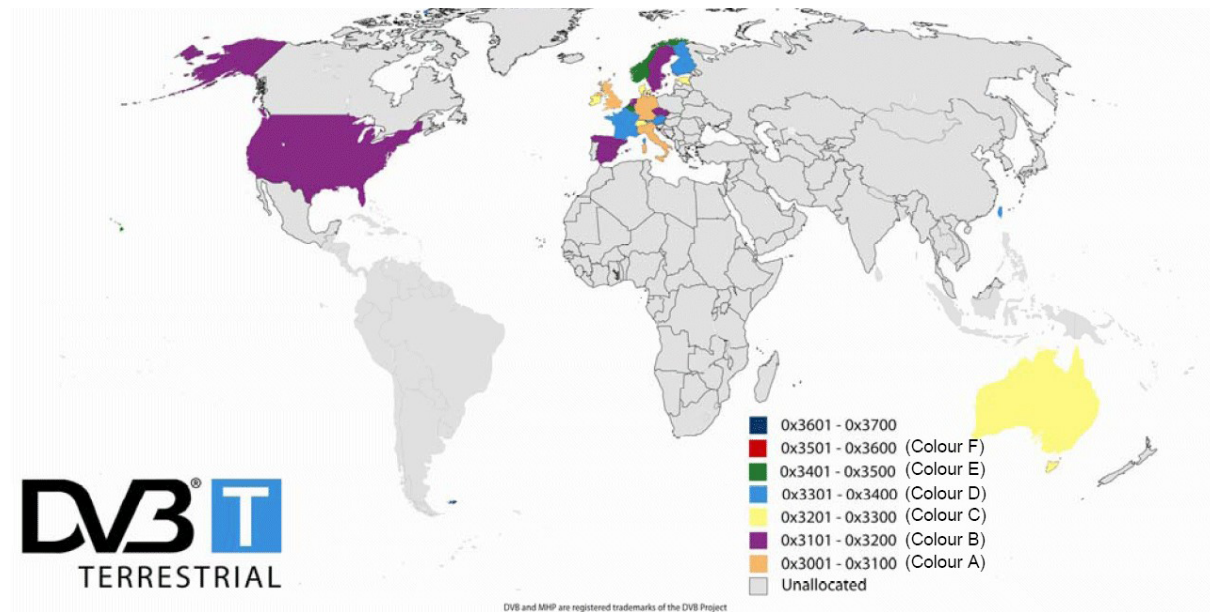 0x3601 - 0x3700
0x3501 - 0x3600 (Colour F)
0x3401 - 0x3500 (Colour E)
0x3301 - 0x3400 (Colour D)
0x3201 - 0x3300 (Colour C)
0x3101 - 0x3200 (Colour B)
0x3001 - 0x3100 (Colour A)
Unallocated
DVB® T
TERRESTRIAL
DVB and MHP are registered trademarks of the DVB Project